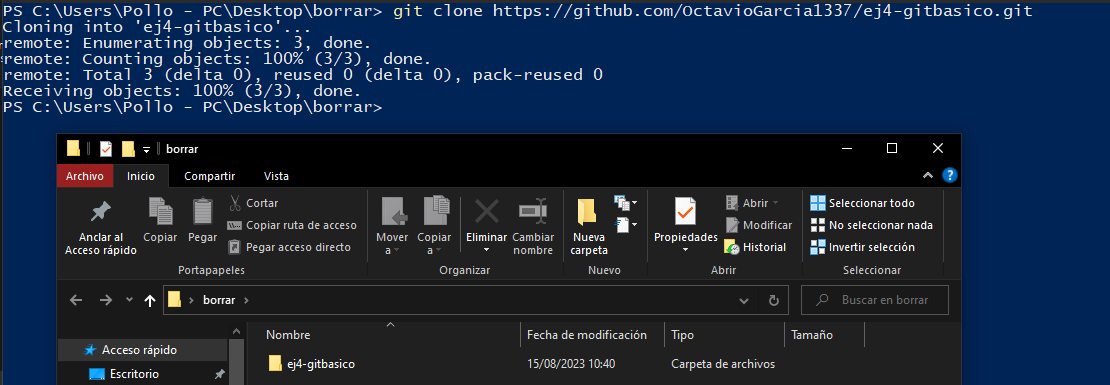 PS C:\Users\Pollo - PC\Desktop\borrar> git clone https://github.com/OctavioGarcia1337/ej4-gitbasico.git
Cloning into 'ej4-gitbasico'...
remote: Enumerating objects: 3, done.
remote: Counting objects: 100% (3/3), done.
remote: Total 3 (delta 0), reused 0 (delta 0), pack-reused 0
Receiving objects: 100% (3/3), done.
PS C:\Users\Pollo - PC\Desktop\borrar>
borrar
Archivo Inicio Compartir Vista
Anclar al Acceso rápido
Copiar
Pegar
Cortar
Copiar ruta de acceso
Pegar acceso directo
Portapapeles
Mover a
Copiar a
Eliminar
Cambiar nombre
Organizar
Nueva carpeta
Nuevo
Propiedades
Abrir
Modificar
Historial
Abrir
Seleccionar todo
No seleccionar nada
Invertir selección
Seleccionar
borrar
Buscar en borrar
Nombre Fecha de modificación Tipo Tamaño
Acceso rápido
Escritorio
ej4-gitbasico 15/08/2023 10:40 Carpeta de archivos